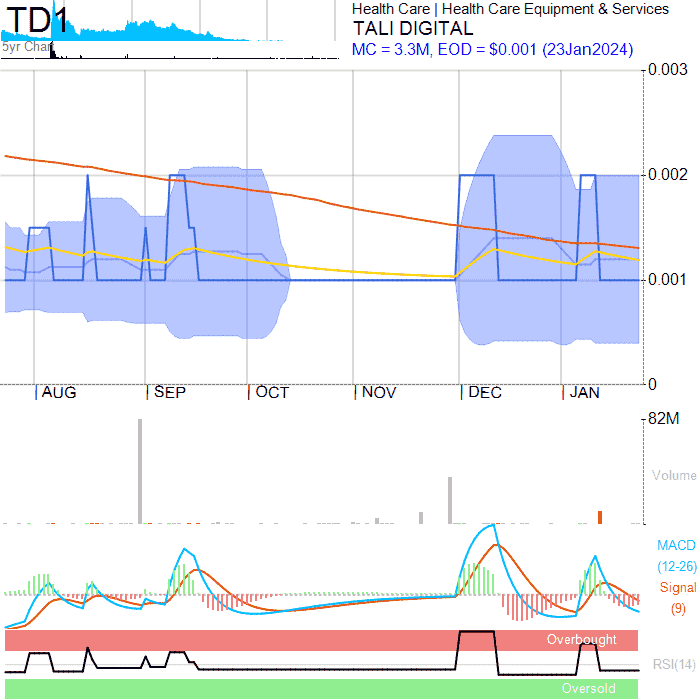 TD1
5yr Chart
Health Care | Health Care Equipment & Services
TALI DIGITAL
MC = 3.3M, EOD = $0.001 (23Jan2024)
0.003
0.002
0.001
0
AUG SEP OCT NOV DEC JAN
82M
Volume
MACD
(12-26)
Signal
(9)
Overbought
RSI(14)
Oversold